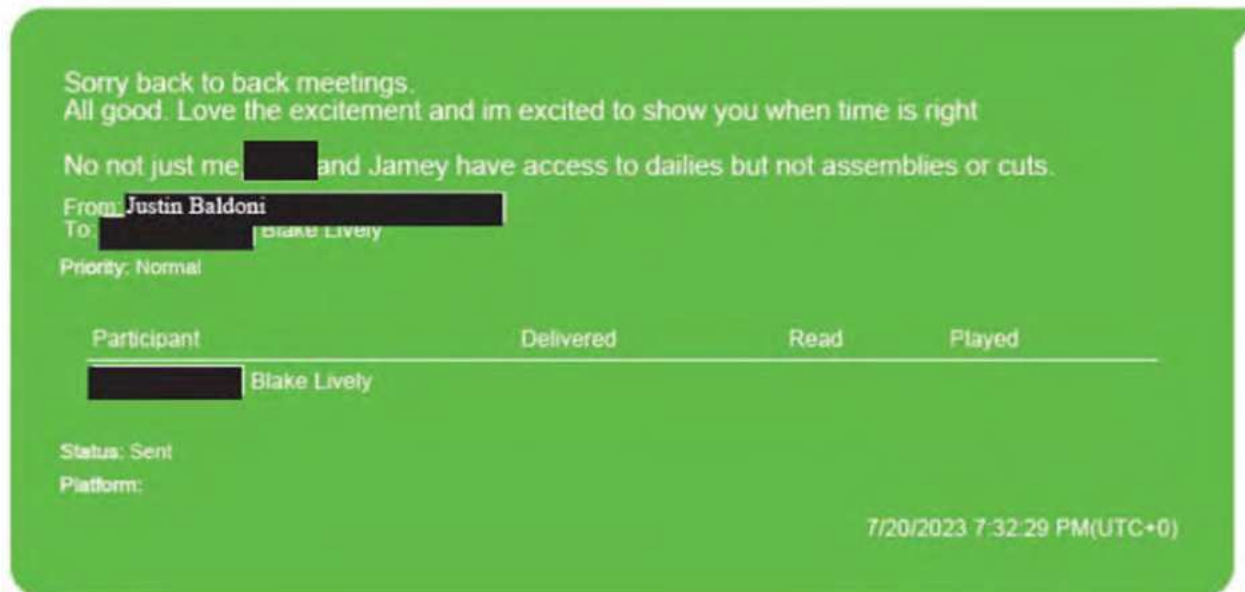 Sorry back to back meetings.
All good. Love the excitement and im excited to show you when time is right
No not just me and Jamey have access to dailies but not assemblies or cuts.
From: Justin Baldoni
To: Blake Lively
Priority: Normal
Participant Delivered Read Played
Blake Lively
Status: Sent
Platform:
7/20/2023 7:32:29 PM(UTC+0)